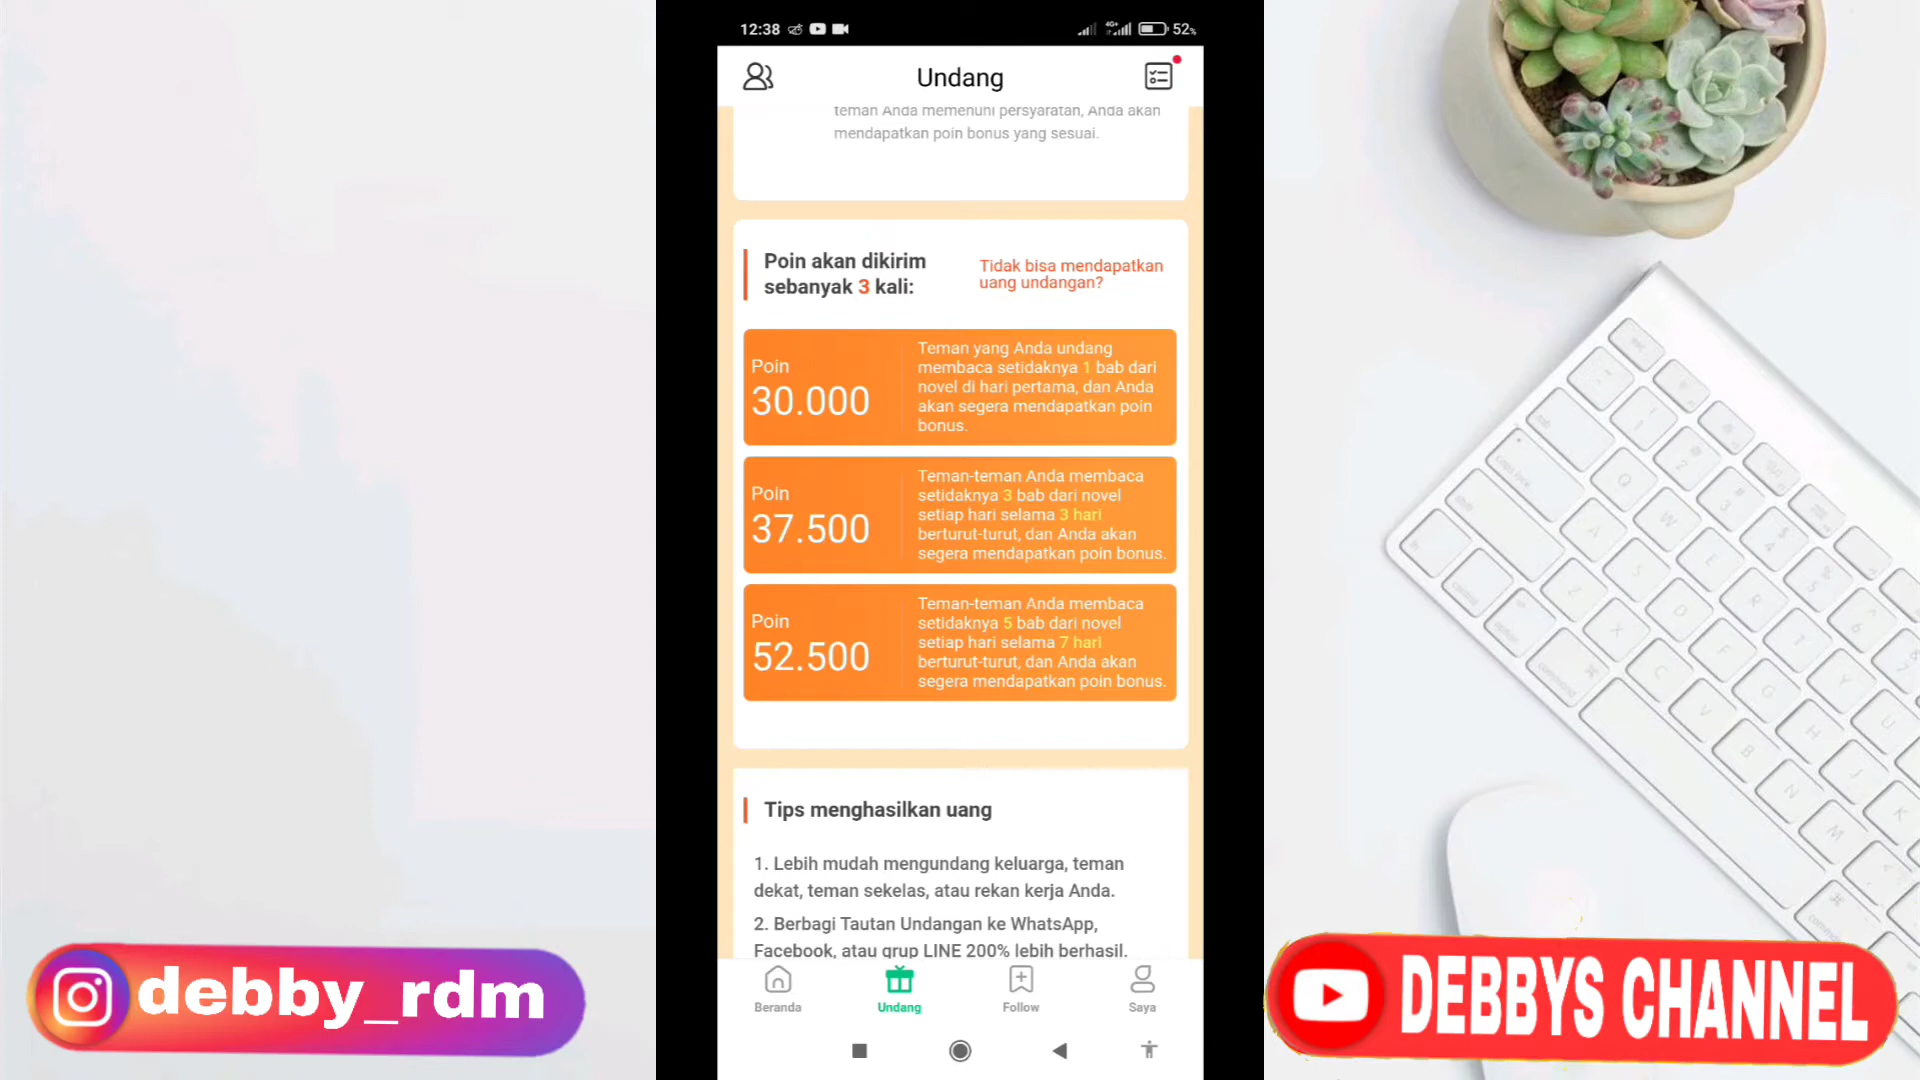 12:38
4G+
52%
Undang
teman Anda memenuhi persyaratan, Anda akan
mendapatkan poin bonus yang sesuai.
Poin akan dikirim
sebanyak 3 kali:
Tidak bisa mendapatkan
uang undangan?
Poin
30.000
Teman yang Anda undang
membaca setidaknya 1 bab dari
novel di hari pertama, dan Anda
akan segera mendapatkan poin
bonus.
Poin
37.500
Teman-teman Anda membaca
setidaknya 3 bab dari novel
setiap hari selama 3 hari
berturut-turut, dan Anda akan
segera mendapatkan poin bonus.
Poin
52.500
Teman-teman Anda membaca
setidaknya 5 bab dari novel
setiap hari selama 7 hari
berturut-turut, dan Anda akan
segera mendapatkan poin bonus.
Tips menghasilkan uang
1. Lebih mudah mengundang keluarga, teman
dekat, teman sekelas, atau rekan kerja Anda.
2. Berbagi Tautan Undangan ke WhatsApp,
Facebook, atau grup LINE 200% lebih berhasil.
Beranda
Undang
Follow
Saya
debby_rdm
DEBBYS CHANNEL